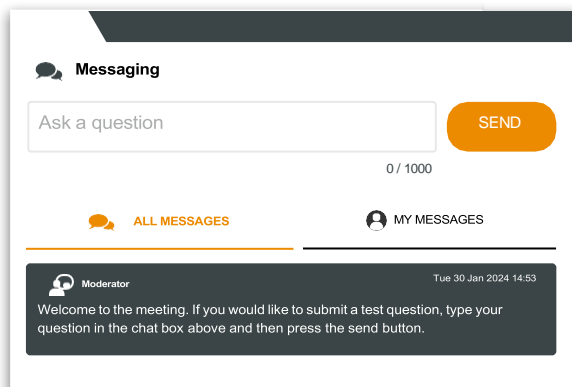 Messaging
Ask a question
SEND
0 / 1000
ALL MESSAGES
MY MESSAGES
Moderator
Tue 30 Jan 2024 14:53
Welcome to the meeting. If you would like to submit a test question, type your
question in the chat box above and then press the send button.